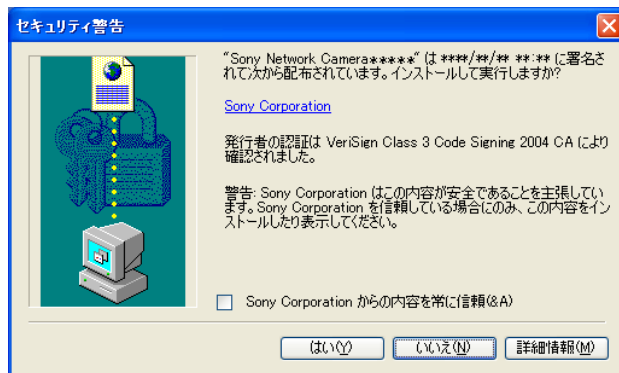 セキュリティ警告
"Sony Network Camera*****" は ****/**/** **:** に署名さ
れて次から配布されています。インストールして実行しますか?
Sony Corporation
発行者の認証は VeriSign Class 3 Code Signing 2004 CA により
確認されました。
警告: Sony Corporation はこの内容が安全であることを主張してい
ます。Sony Corporation を信頼している場合にのみ、この内容をイン
ストールしたり表示してください。
Sony Corporation からの内容を常に信頼(&A)
はい(Y)
いいえ(N)
詳細情報(M)